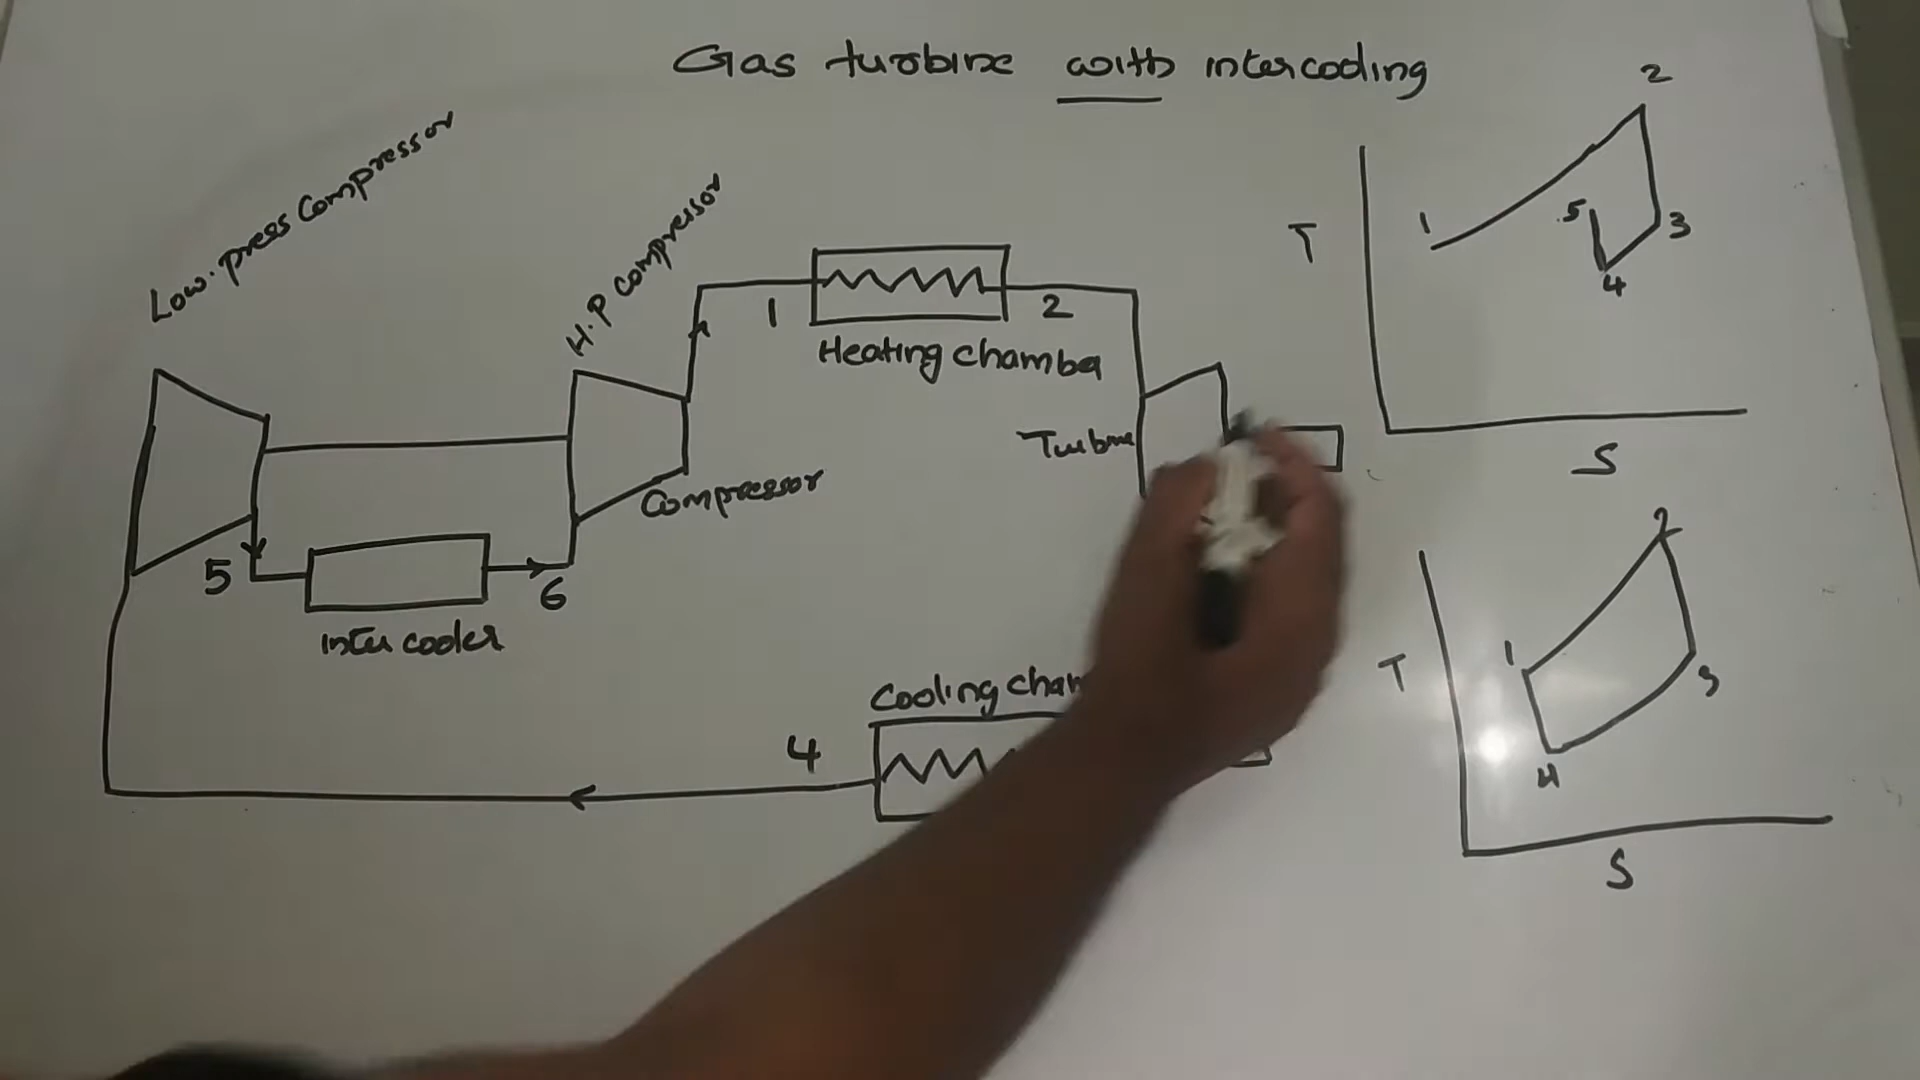 Gas turbine with intercooling
Low.press compressor
H.P compressor
1
2
Heating chamber
Turbine
Compressor
5
6
Inter cooler
Cooling
4
T
S
1
2
3
4
5
T
S
1
2
3
4